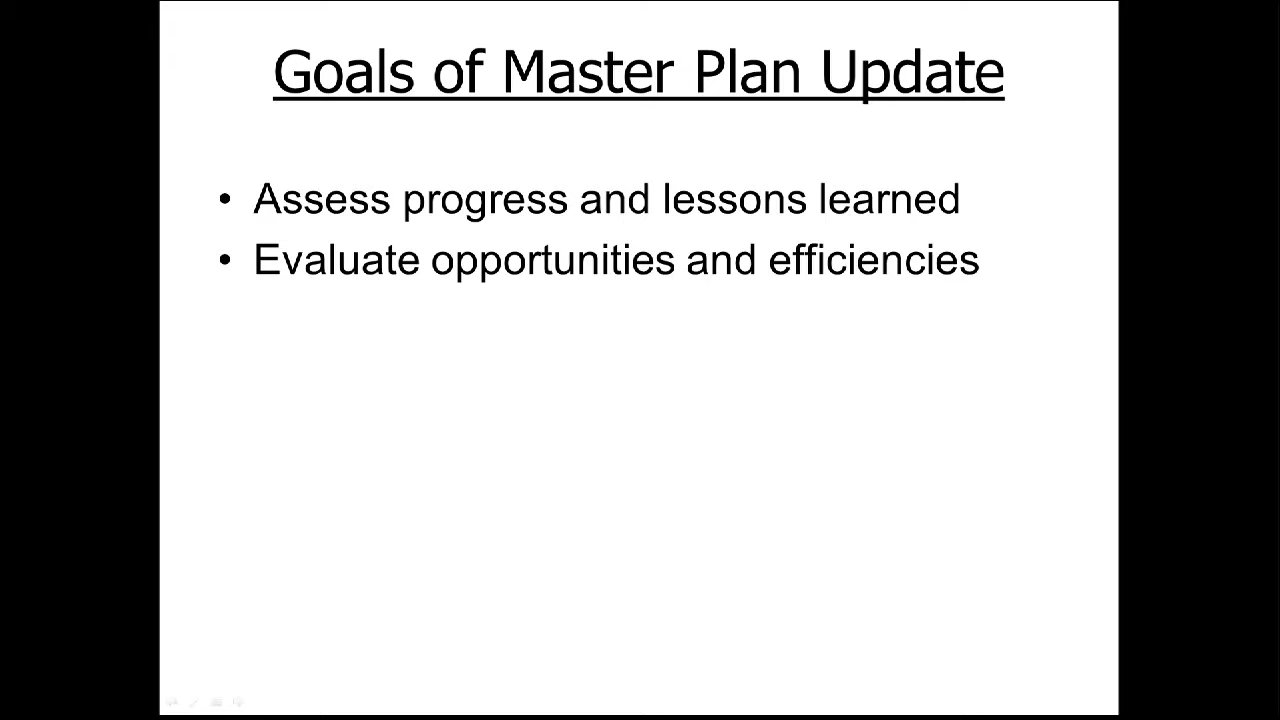 Goals of Master Plan Update
• Assess progress and lessons learned
• Evaluate opportunities and efficiencies